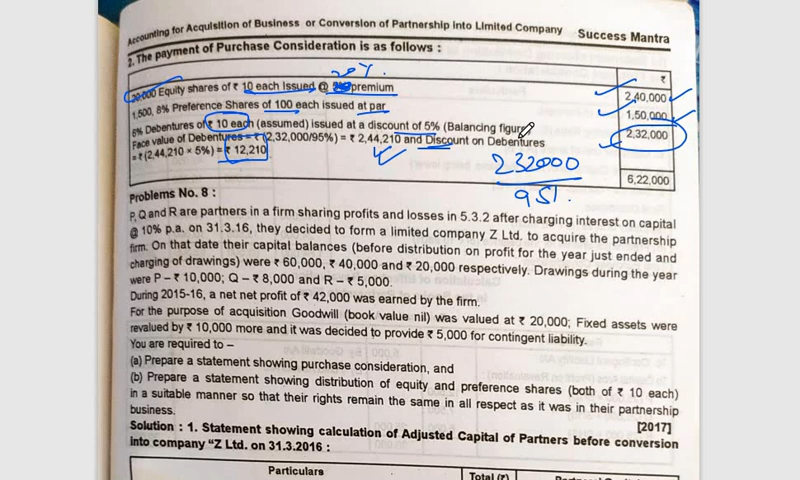 Accounting for Acquisition of Business or Conversion of Partnership into Limited Company Success Mantra
2. The payment of Purchase Consideration is as follows :
₹
20%
20,000 Equity shares of ₹ 10 each Issued @ premium 2,40,000
1,500, 8% Preference Shares of 100 each issued at par 1,50,000
6% Debentures of ₹ 10 each (assumed) issued at a discount of 5% (Balancing figur 2,32,000
Face value of Debentures = ₹ (2,32,000/95%) = ₹ 2,44,210 and Discount on Debentures
= ₹ (2,44,210 × 5%) = ₹ 12,210
232000
95%
6,22,000
Problems No. 8 :
P, Q and R are partners in a firm sharing profits and losses in 5.3.2 after charging interest on capital
@ 10% p.a. on 31.3.16, they decided to form a limited company Z Ltd. to acquire the partnership
firm. On that date their capital balances (before distribution on profit for the year just ended and
charging of drawings) were ₹ 60,000, ₹ 40,000 and ₹ 20,000 respectively. Drawings during the year
were P – ₹ 10,000; Q – ₹ 8,000 and R – ₹ 5,000.
During 2015-16, a net net profit of ₹ 42,000 was earned by the firm.
For the purpose of acquisition Goodwill (book value nil) was valued at ₹ 20,000; Fixed assets were
revalued by ₹ 10,000 more and it was decided to provide ₹ 5,000 for contingent liability.
You are required to –
(a) Prepare a statement showing purchase consideration, and
(b) Prepare a statement showing distribution of equity and preference shares (both of ₹ 10 each)
in a suitable manner so that their rights remain the same in all respect as it was in their partnership
business. [2017]
Solution : 1. Statement showing calculation of Adjusted Capital of Partners before conversion
into company "Z Ltd. on 31.3.2016 :
Particulars Total (₹)